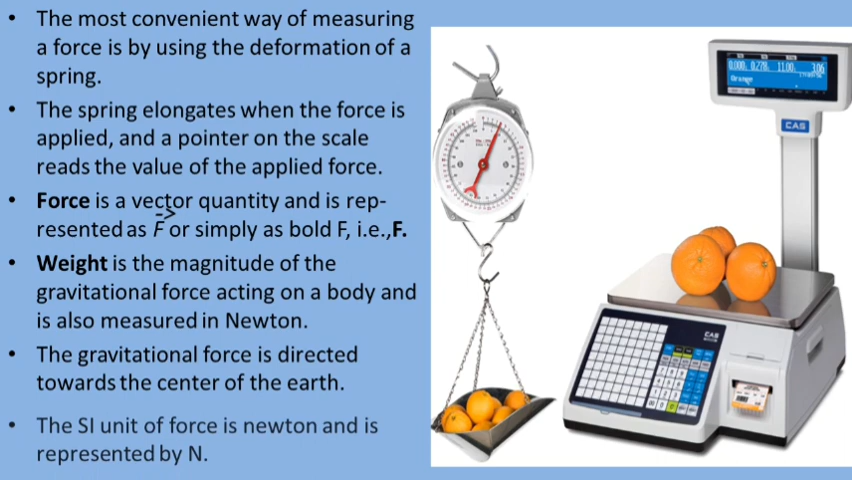 • The most convenient way of measuring
a force is by using the deformation of a
spring.
• The spring elongates when the force is
applied, and a pointer on the scale
reads the value of the applied force.
• Force is a vector quantity and is rep-
resented as F⃗ or simply as bold F, i.e.,F.
• Weight is the magnitude of the
gravitational force acting on a body and
is also measured in Newton.
• The gravitational force is directed
towards the center of the earth.
• The SI unit of force is newton and is
represented by N.
Orange
CAS
CAS